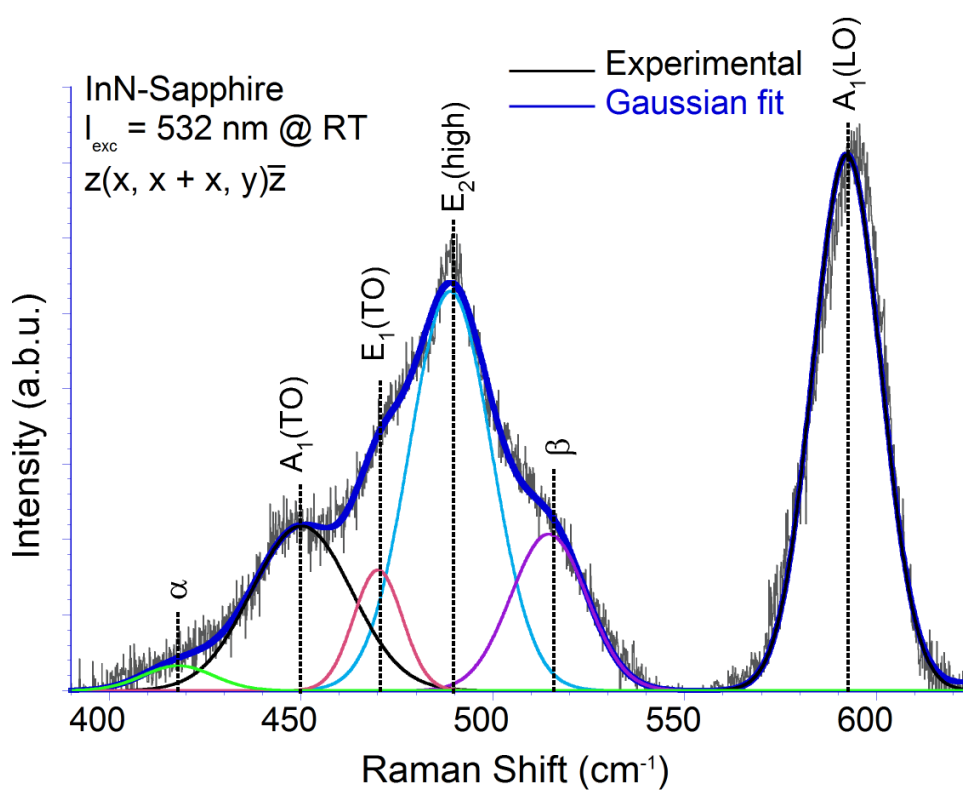 InN-Sapphire
I_exc = 532 nm @ RT
z(x, x + x, y)z̅
Experimental
Gaussian fit
α
A₁(TO)
E₁(TO)
E₂(high)
β
A₁(LO)
Intensity (a.b.u.)
400 450 500 550 600
Raman Shift (cm⁻¹)